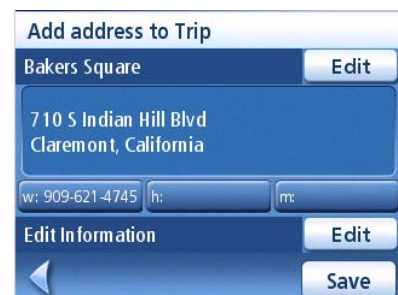 Add address to Trip
Bakers Square Edit
710 S Indian Hill Blvd
Claremont, California
w: 909-621-4745 h: m:
Edit Information Edit
Save